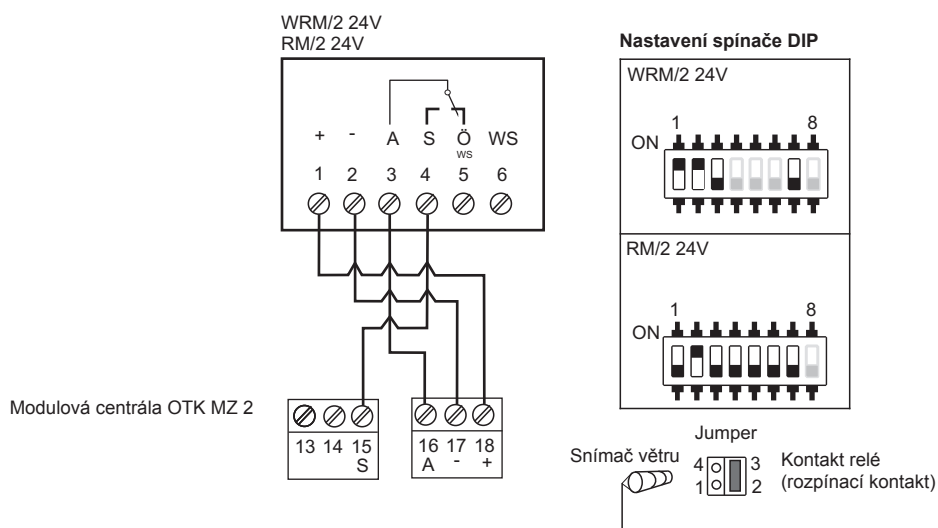 WRM/2 24V
RM/2 24V
+ - A S Ö WS
WS
1 2 3 4 5 6
Modulová centrála OTK MZ 2
13 14 15
S
16 17 18
A - +
Nastavení spínače DIP
WRM/2 24V
1 8
ON
RM/2 24V
1 8
ON
Jumper
Snímač větru
4 3
1 2
Kontakt relé
(rozpínací kontakt)